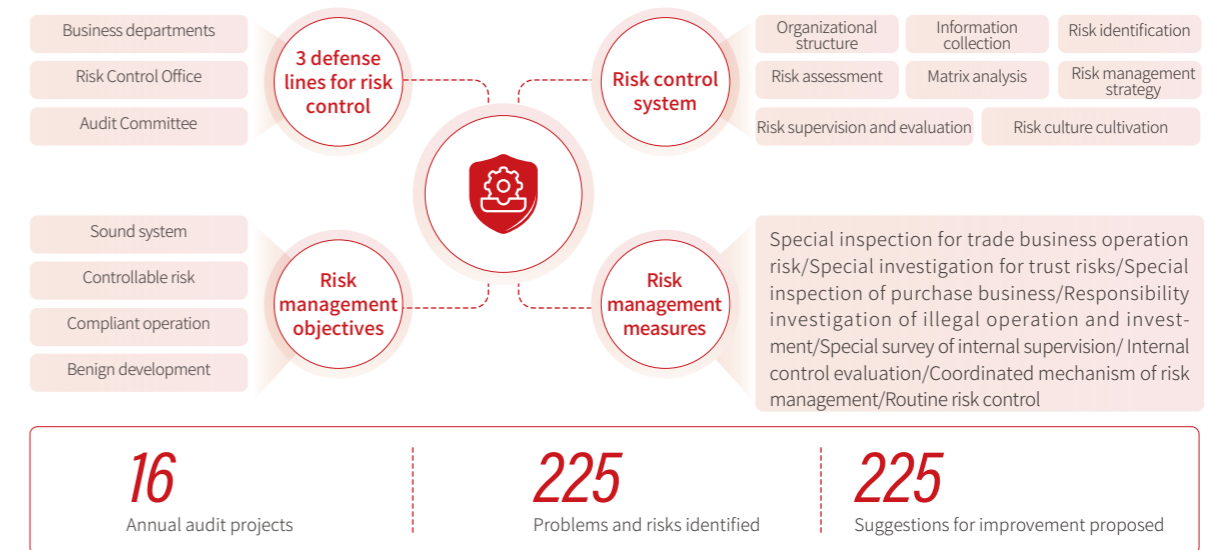 Business departments
Risk Control Office
Audit Committee
3 defense
lines for risk
control
Risk control
system
Organizational
structure
Information
collection
Risk identification
Risk assessment
Matrix analysis
Risk management
strategy
Risk supervision and evaluation
Risk culture cultivation
Sound system
Controllable risk
Compliant operation
Benign development
Risk
management
objectives
Risk
management
measures
Special inspection for trade business operation
risk/Special investigation for trust risks/Special
inspection of purchase business/Responsibility
investigation of illegal operation and invest-
ment/Special survey of internal supervision/ Internal
control evaluation/Coordinated mechanism of risk
management/Routine risk control
16
Annual audit projects
225
Problems and risks identified
225
Suggestions for improvement proposed